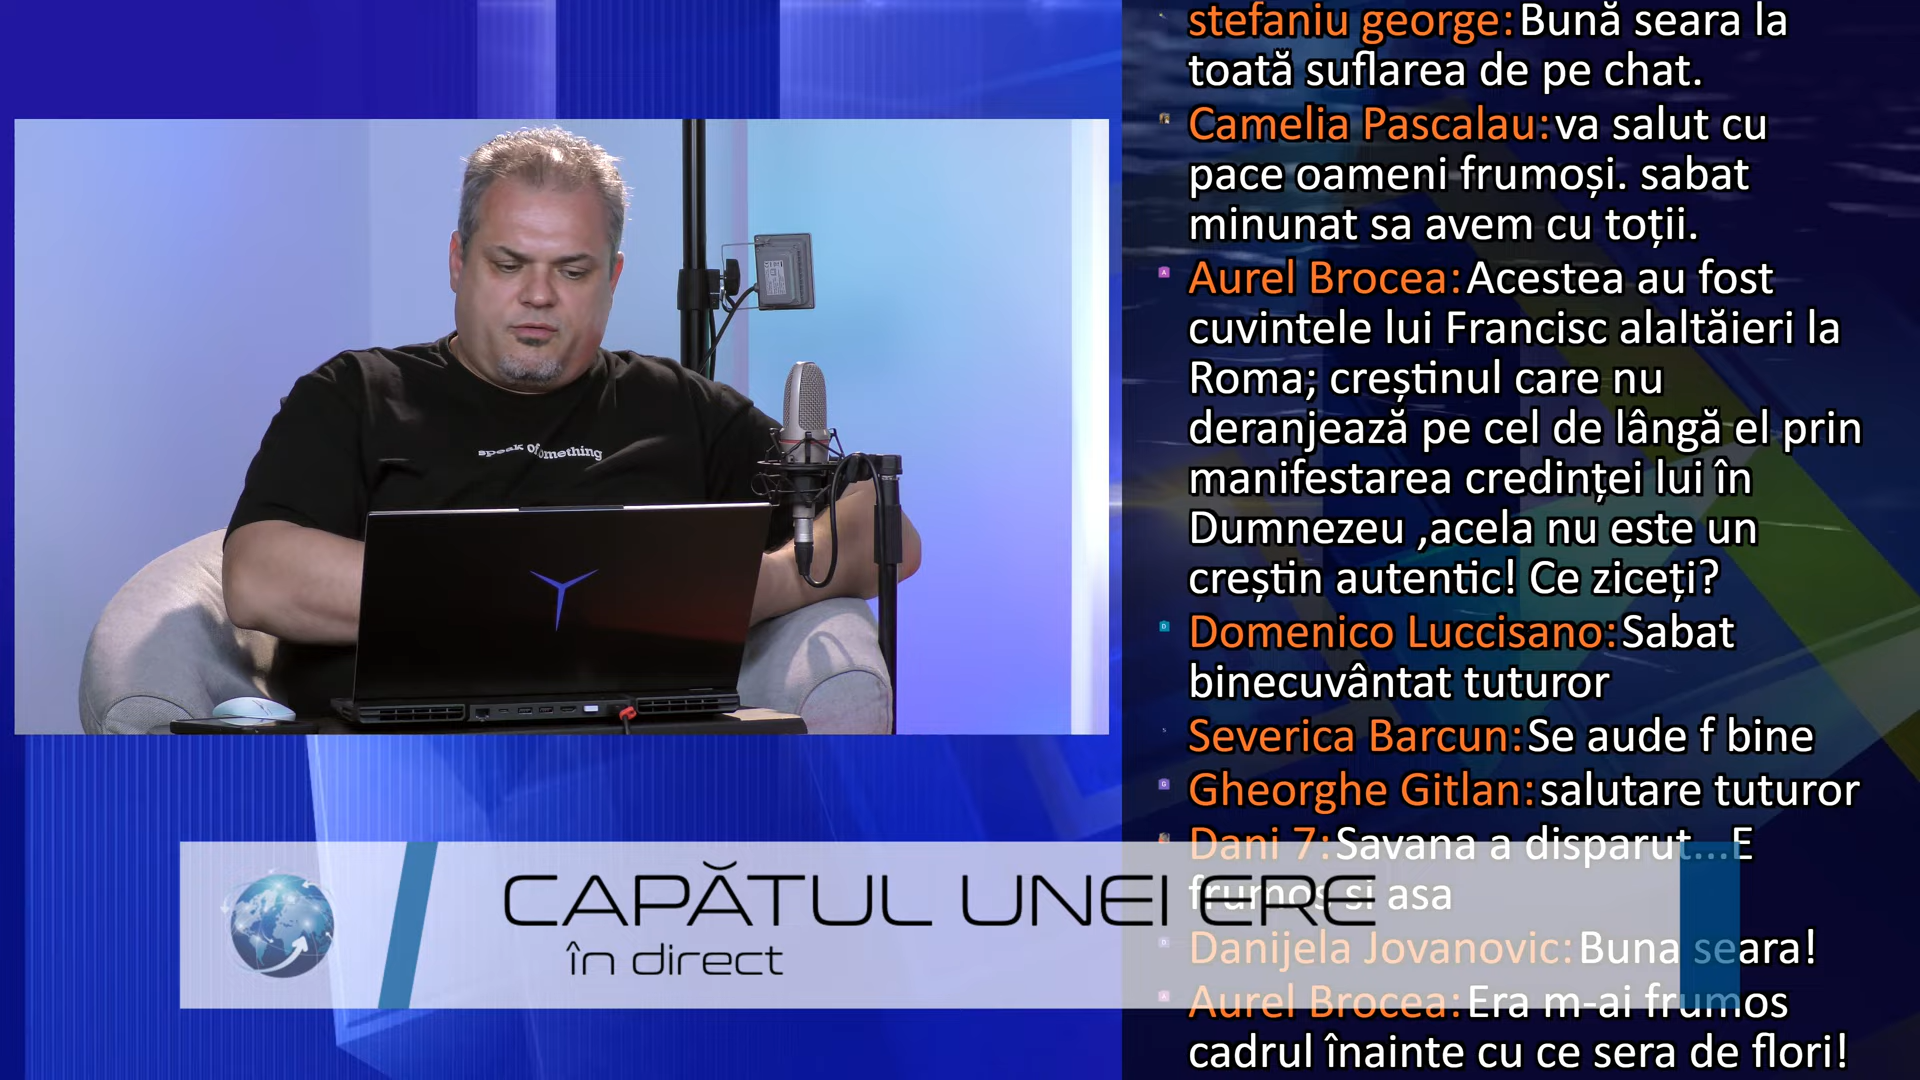 stefaniu george: Bună seara la
toată suflarea de pe chat.
Camelia Pascalau: va salut cu
pace oameni frumoși. sabat
minunat sa avem cu toții.
Aurel Brocea: Acestea au fost
cuvintele lui Francisc alaltăieri la
Roma; creștinul care nu
deranjează pe cel de lângă el prin
manifestarea credinței lui în
Dumnezeu ,acela nu este un
creștin autentic! Ce ziceți?
Domenico Luccisano: Sabat
binecuvântat tuturor
Severica Barcun: Se aude f bine
Gheorghe Gitlan: salutare tuturor
Dani 7: Savana a disparut...E
frumos si asa
Danijela Jovanovic: Buna seara!
Aurel Brocea: Era m-ai frumos
cadrul înainte cu ce sera de flori!
speak of
something
CAPĂTUL UNEI ERE
în direct